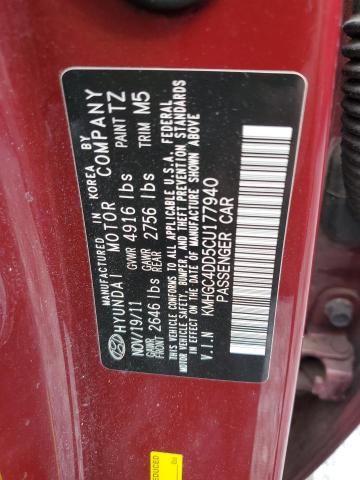 MANUFACTURED IN KOREA BY
HYUNDAI MOTOR COMPANY
NOV/19/11 GVWR 4916 lbs PAINT TZ
GAWR FRONT 2646 lbs GAWR REAR 2756 lbs TRIM M5
THIS VEHICLE CONFORMS TO ALL APPLICABLE U.S.A. FEDERAL
MOTOR VEHICLE SAFETY, BUMPER, AND THEFT PREVENTION STANDARDS
IN EFFECT ON THE DATE OF MANUFACTURE SHOWN ABOVE
V.I.N KMHGC4DD5CU177940
PASSENGER CAR